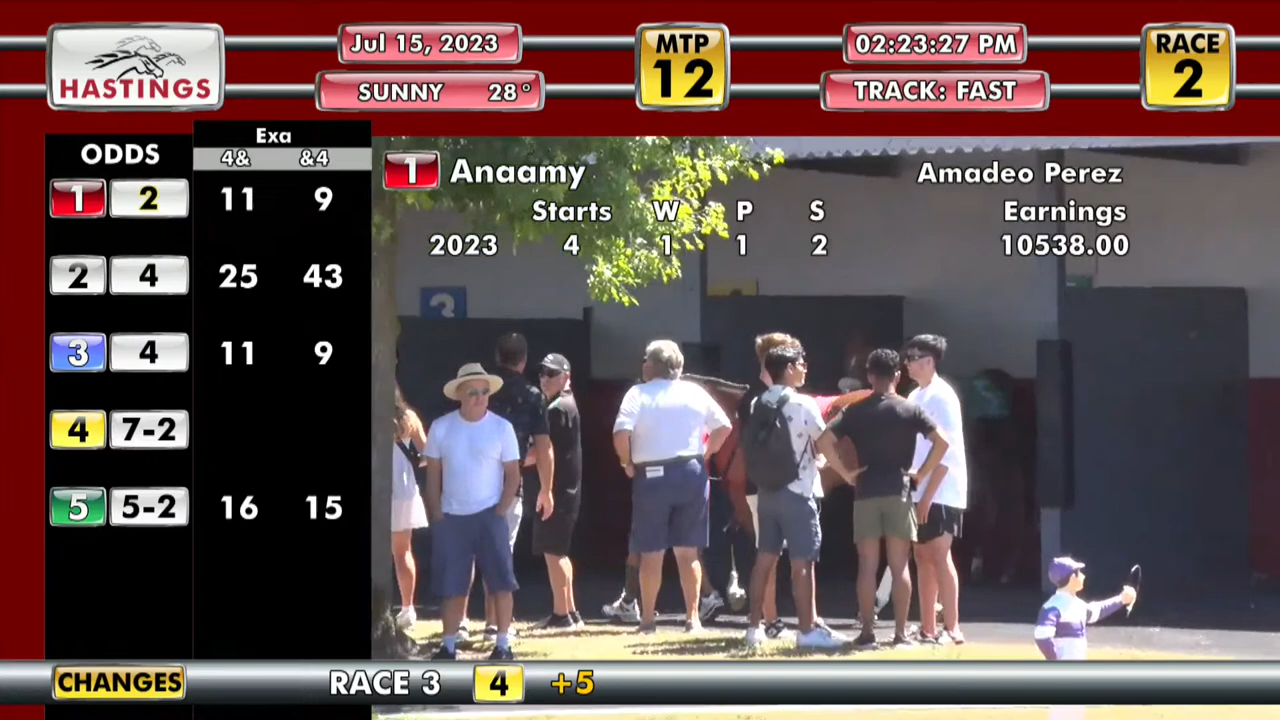 HASTINGS
Jul 15, 2023
SUNNY 28°
MTP
12
02:23:27 PM
TRACK: FAST
RACE
2
ODDS
Exa
4& &4
1 2 11 9
2 4 25 43
3 4 11 9
4 7-2
5 5-2 16 15
1 Anaamy Amadeo Perez
Starts W P S Earnings
2023 4 1 1 2 10538.00
3
CHANGES RACE 3 4 +5